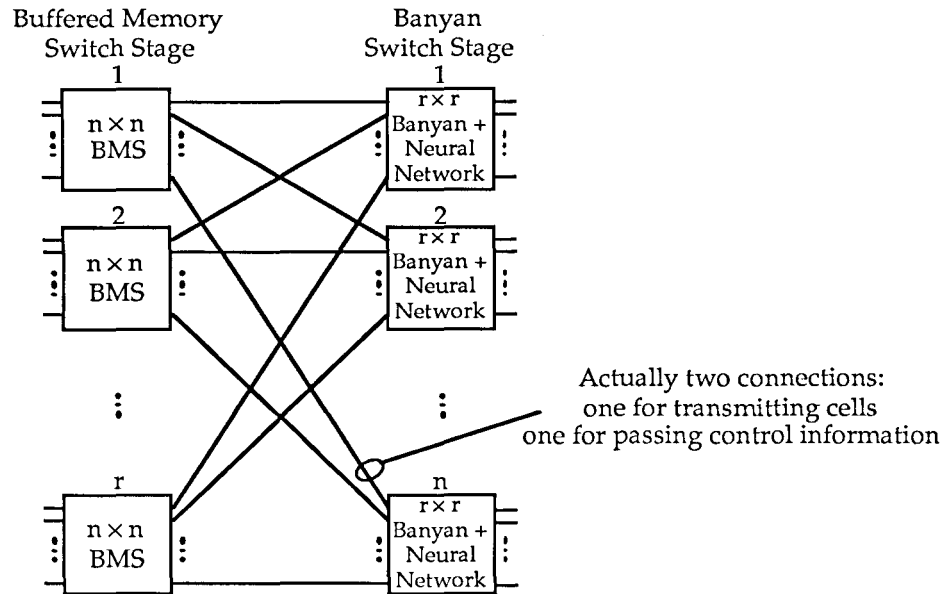 Buffered Memory
Switch Stage
Banyan
Switch Stage
1
n × n
BMS
1
r × r
Banyan +
Neural
Network
2
n × n
BMS
2
r × r
Banyan +
Neural
Network
Actually two connections:
one for transmitting cells
one for passing control information
r
n × n
BMS
n
r × r
Banyan +
Neural
Network